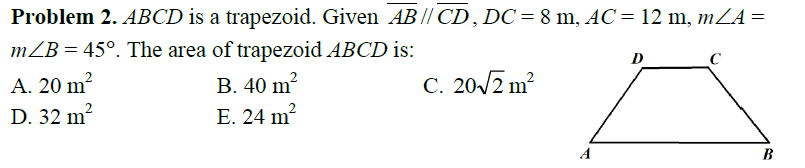 Problem 2. ABCD is a trapezoid. Given AB // CD, DC = 8 m, AC = 12 m, m∠A =
m∠B = 45°. The area of trapezoid ABCD is:
A. 20 m² B. 40 m² C. 20√2 m²
D. 32 m² E. 24 m²
D C
A B